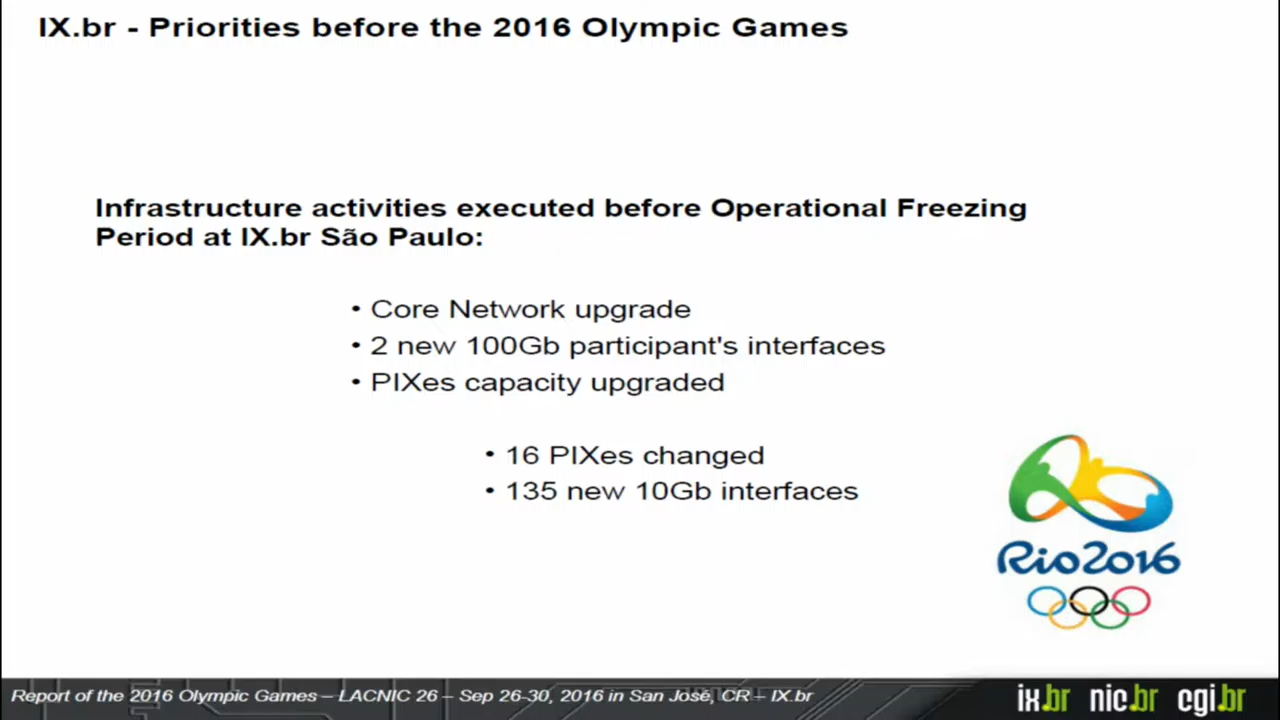 IX.br - Priorities before the 2016 Olympic Games
Infrastructure activities executed before Operational Freezing
Period at IX.br São Paulo:
• Core Network upgrade
• 2 new 100Gb participant's interfaces
• PIXes capacity upgraded
• 16 PIXes changed
• 135 new 10Gb interfaces
Rio2016
Report of the 2016 Olympic Games – LACNIC 26 – Sep 26-30, 2016 in San José, CR – IX.br
ix.br nic.br cgi.br